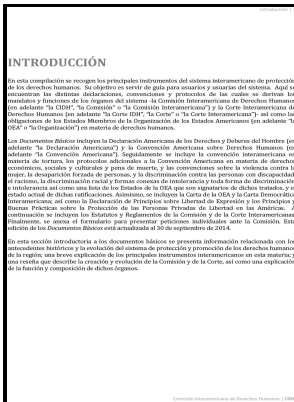 Introducción |
INTRODUCCIÓN
En esta compilación se recogen los principales instrumentos del sistema interamericano de protección
de los derechos humanos. Su objetivo es servir de guía para usuarios y usuarias del sistema. Aquí se
encuentran las distintas declaraciones, convenciones y protocolos de las cuales se derivan los
mandatos y funciones de los órganos del sistema -la Comisión Interamericana de Derechos Humanos
(en adelante "la CIDH", "la Comisión" o "la Comisión Interamericana") y la Corte Interamericana de
Derechos Humanos (en adelante "la Corte IDH", la "Corte" o "la Corte Interamericana")- así como las
obligaciones de los Estados Miembros de la Organización de los Estados Americanos (en adelante "la
OEA" o "la Organización") en materia de derechos humanos.
Los Documentos Básicos incluyen la Declaración Americana de los Derechos y Deberes del Hombre (en
adelante "la Declaración Americana") y la Convención Americana sobre Derechos Humanos (en
adelante "la Convención Americana"). Seguidamente se incluye la convención interamericana en
materia de tortura, los protocolos adicionales a la Convención Americana en materia de derechos
económicos, sociales y culturales y pena de muerte, y las convenciones sobre violencia contra la
mujer, la desaparición forzada de personas, y la discriminación contra las personas con discapacidad,
el racismo, la discriminación racial y formas conexas de intolerancia y toda forma de discriminación
e intolerancia así como una lista de los Estados de la OEA que son signatarios de dichos tratados, y el
estado actual de dichas ratificaciones. Asimismo, se incluyen la Carta de la OEA y la Carta Democrática
Interamericana; así como la Declaración de Principios sobre Libertad de Expresión y los Principios y
Buenas Prácticas sobre la Protección de las Personas Privadas de Libertad en las Américas. A
continuación se incluyen los Estatutos y Reglamentos de la Comisión y de la Corte Interamericanas.
Finalmente, se anexa el formulario para presentar peticiones individuales ante la Comisión. Esta
edición de los Documentos Básicos está actualizada al 30 de septiembre de 2014.
En esta sección introductoria a los documentos básicos se presenta información relacionada con los
antecedentes históricos y la evolución del sistema de protección y promoción de los derechos humanos
de la región; una breve explicación de los principales instrumentos interamericanos en esta materia; y
una reseña que describe la creación y evolución de la Comisión y de la Corte, así como una explicación
de la función y composición de dichos órganos.
Comisión Interamericana de Derechos Humanos | CIDH